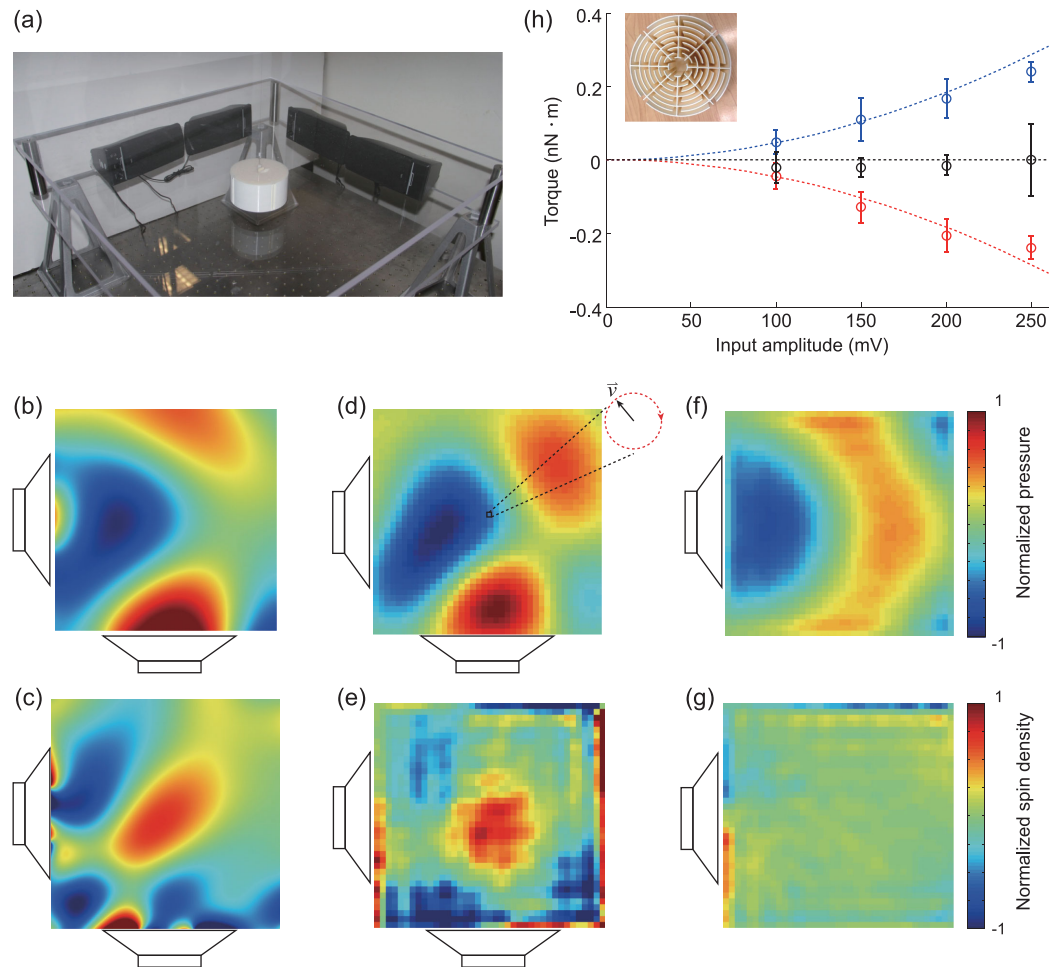 (a)
(h)
0.4
0.2
0
-0.2
-0.4
Torque (nN · m)
0
50
100
150
200
250
Input amplitude (mV)
(b)
(d)
v
(f)
1
Normalized pressure
-1
(c)
(e)
(g)
1
Normalized spin density
-1